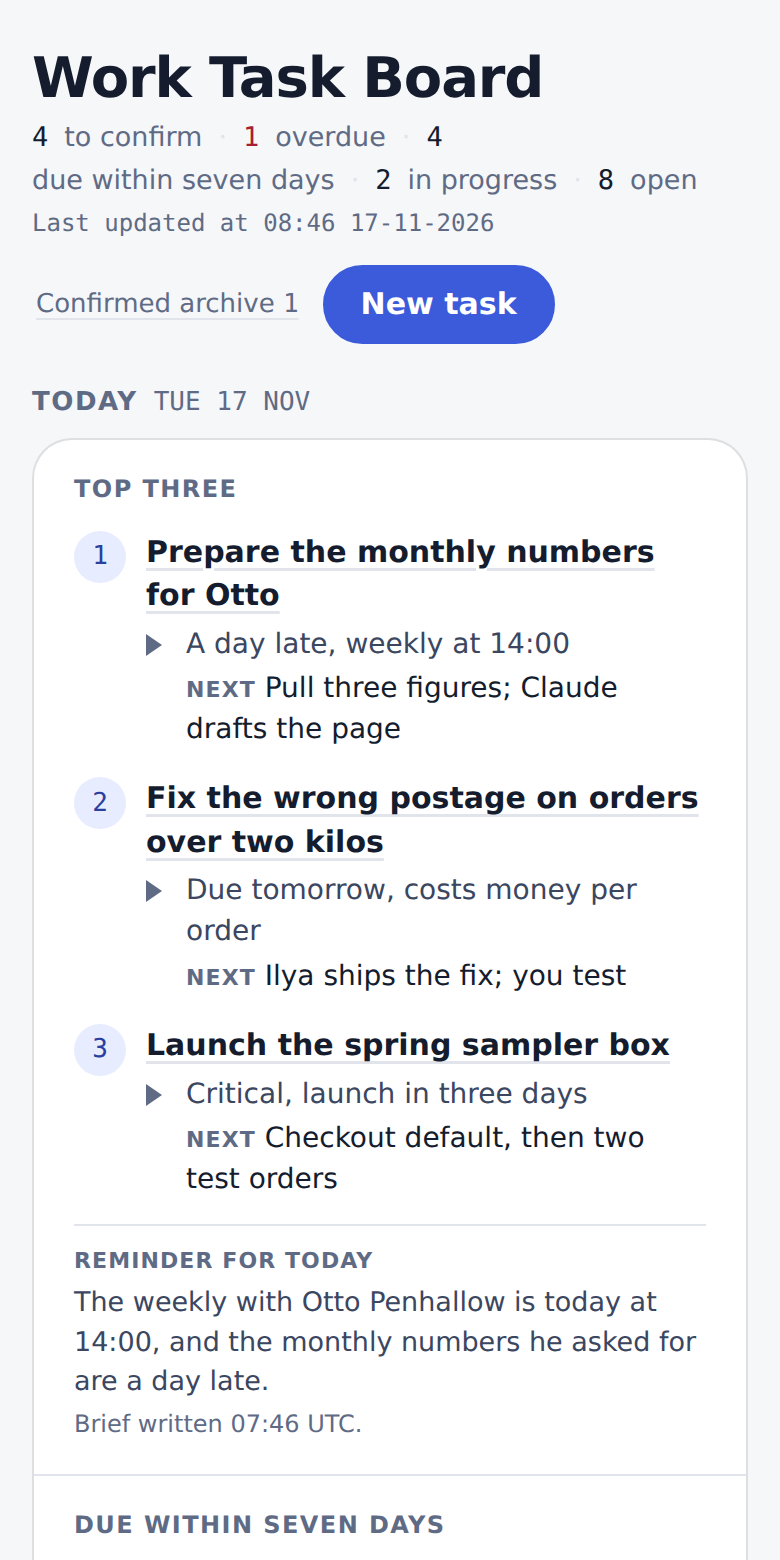 Work Task Board
4 to confirm · 1 overdue · 4
due within seven days · 2 in progress · 8 open
Last updated at 08:46 17-11-2026
Confirmed archive 1
New task
TODAY TUE 17 NOV
TOP THREE
1
Prepare the monthly numbers
for Otto
A day late, weekly at 14:00
NEXT Pull three figures; Claude
drafts the page
2
Fix the wrong postage on orders
over two kilos
Due tomorrow, costs money per
order
NEXT Ilya ships the fix; you test
3
Launch the spring sampler box
Critical, launch in three days
NEXT Checkout default, then two
test orders
REMINDER FOR TODAY
The weekly with Otto Penhallow is today at
14:00, and the monthly numbers he asked for
are a day late.
Brief written 07:46 UTC.
DUE WITHIN SEVEN DAYS